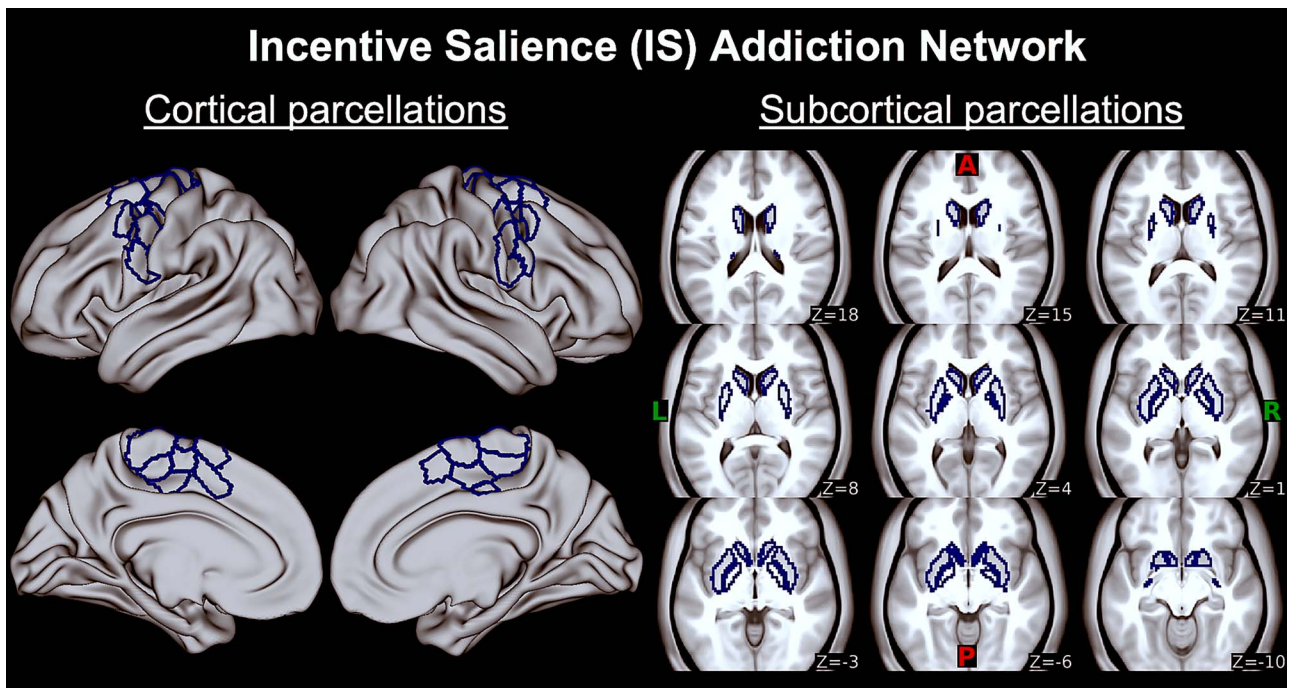 Incentive Salience (IS) Addiction Network
Cortical parcellations
Subcortical parcellations
A
Z=18
Z=15
Z=11
L
R
Z=8
Z=4
Z=1
P
Z=-3
Z=-6
Z=-10